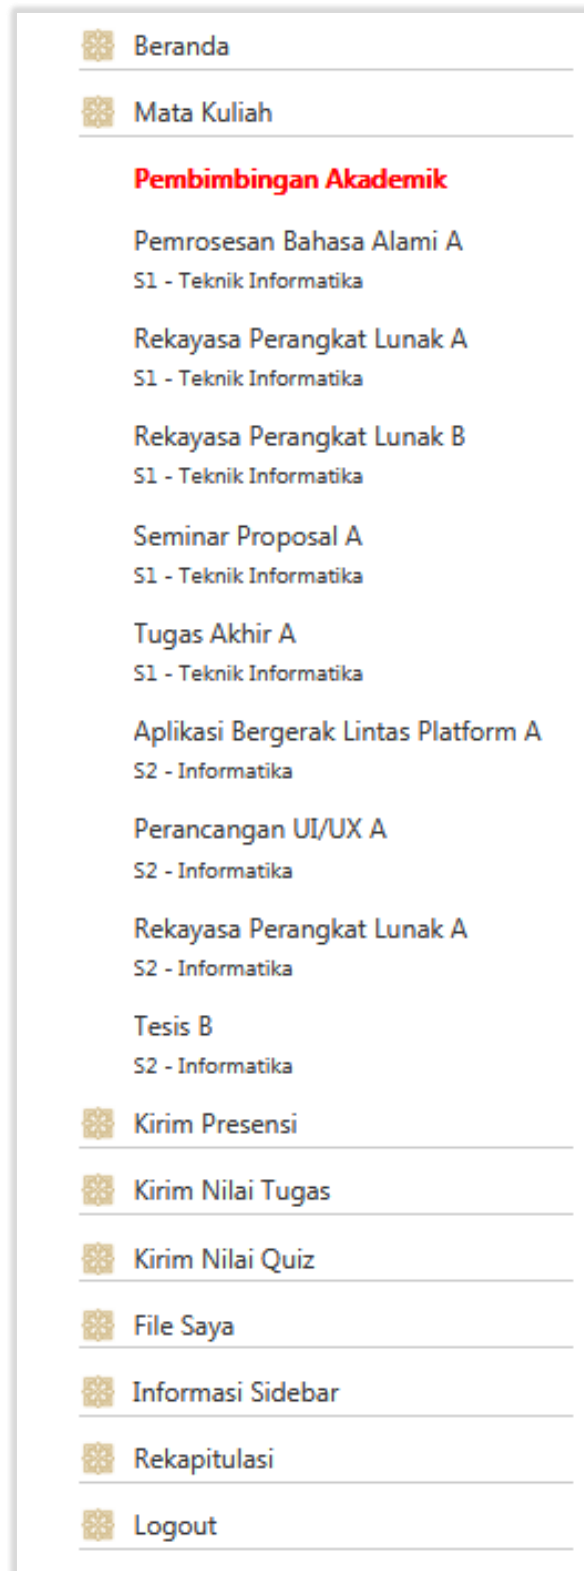 Beranda
Mata Kuliah
Pembimbingan Akademik
Pemrosesan Bahasa Alami A
S1 - Teknik Informatika
Rekayasa Perangkat Lunak A
S1 - Teknik Informatika
Rekayasa Perangkat Lunak B
S1 - Teknik Informatika
Seminar Proposal A
S1 - Teknik Informatika
Tugas Akhir A
S1 - Teknik Informatika
Aplikasi Bergerak Lintas Platform A
S2 - Informatika
Perancangan UI/UX A
S2 - Informatika
Rekayasa Perangkat Lunak A
S2 - Informatika
Tesis B
S2 - Informatika
Kirim Presensi
Kirim Nilai Tugas
Kirim Nilai Quiz
File Saya
Informasi Sidebar
Rekapitulasi
Logout